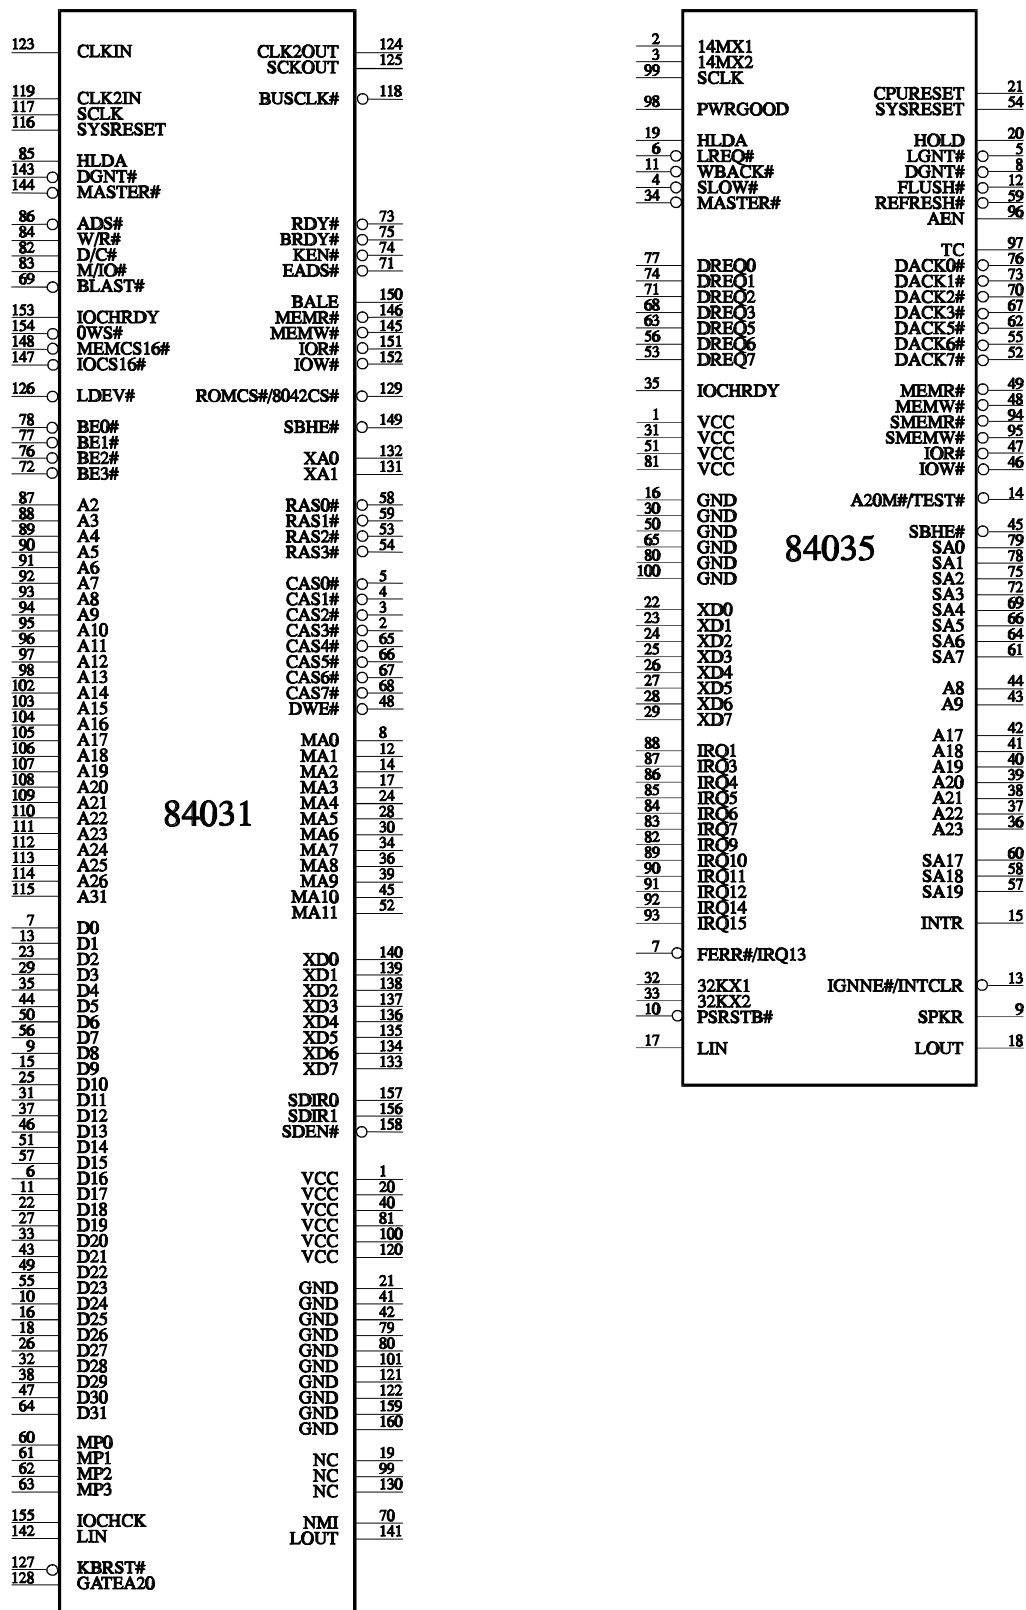 123 CLKIN CLK2OUT 124
SCKOUT 125
119 CLK2IN BUSCLK# 118
117 SCLK
116 SYSRESET
85 HLDA
143 DGNT#
144 MASTER#
86 ADS# RDY# 73
84 W/R# BRDY# 75
82 D/C# KEN# 74
83 M/IO# EADS# 71
69 BLAST#
BALE 150
153 IOCHRDY MEMR# 146
154 0WS# MEMW# 145
148 MEMCS16# IOR# 151
147 IOCS16# IOW# 152
126 LDEV# ROMCS#/8042CS# 129
78 BE0# SBHE# 149
77 BE1#
76 BE2# XA0 132
72 BE3# XA1 131
87 A2 RAS0# 58
88 A3 RAS1# 59
89 A4 RAS2# 53
90 A5 RAS3# 54
91 A6
92 A7 CAS0# 5
93 A8 CAS1# 4
94 A9 CAS2# 3
95 A10 CAS3# 2
96 A11 CAS4# 65
97 A12 CAS5# 66
98 A13 CAS6# 67
102 A14 CAS7# 68
103 A15 DWE# 48
104 A16
105 A17 MA0 8
106 A18 MA1 12
107 A19 MA2 14
108 A20 MA3 17
109 A21 MA4 24
110 A22 MA5 28
111 A23 MA6 30
112 A24 MA7 34
113 A25 MA8 36
114 A26 MA9 39
115 A31 MA10 45
MA11 52
84031
7 D0
13 D1
23 D2 XD0 140
29 D3 XD1 139
35 D4 XD2 138
44 D5 XD3 137
50 D6 XD4 136
56 D7 XD5 135
9 D8 XD6 134
15 D9 XD7 133
25 D10
31 D11 SDIR0 157
37 D12 SDIR1 156
46 D13 SDEN# 158
51 D14
57 D15
6 D16 VCC 1
11 D17 VCC 20
22 D18 VCC 40
27 D19 VCC 81
33 D20 VCC 100
43 D21 VCC 120
49 D22
55 D23 GND 21
10 D24 GND 41
16 D25 GND 42
18 D26 GND 79
26 D27 GND 80
32 D28 GND 101
38 D29 GND 121
47 D30 GND 122
64 D31 GND 159
GND 160
60 MP0
61 MP1 NC 19
62 MP2 NC 99
63 MP3 NC 130
155 IOCHCK NMI 70
142 LIN LOUT 141
127 KBRST#
128 GATEA20
2 14MX1
3 14MX2
99 SCLK
CPURESET 21
98 PWRGOOD SYSRESET 54
19 HLDA HOLD 20
6 LREQ# LGNT# 5
11 WBACK# DGNT# 8
4 SLOW# FLUSH# 12
34 MASTER# REFRESH# 59
AEN 96
TC 97
77 DREQ0 DACK0# 76
74 DREQ1 DACK1# 73
71 DREQ2 DACK2# 70
68 DREQ3 DACK3# 67
63 DREQ5 DACK5# 62
56 DREQ6 DACK6# 55
53 DREQ7 DACK7# 52
35 IOCHRDY MEMR# 49
MEMW# 48
1 VCC SMEMR# 94
31 VCC SMEMW# 95
51 VCC IOR# 47
81 VCC IOW# 46
16 GND A20M#/TEST# 14
30 GND
50 GND SBHE# 45
65 GND SA0 79
80 GND SA1 78
100 GND SA2 75
SA3 72
84035
22 XD0 SA4 69
23 XD1 SA5 66
24 XD2 SA6 64
25 XD3 SA7 61
26 XD4
27 XD5 A8 44
28 XD6 A9 43
29 XD7
A17 42
88 IRQ1 A18 41
87 IRQ3 A19 40
86 IRQ4 A20 39
85 IRQ5 A21 38
84 IRQ6 A22 37
83 IRQ7 A23 36
82 IRQ9
89 IRQ10 SA17 60
90 IRQ11 SA18 58
91 IRQ12 SA19 57
92 IRQ14
93 IRQ15 INTR 15
7 FERR#/IRQ13
32 32KX1 IGNNE#/INTCLR 13
33 32KX2
10 PSRSTB# SPKR 9
17 LIN LOUT 18